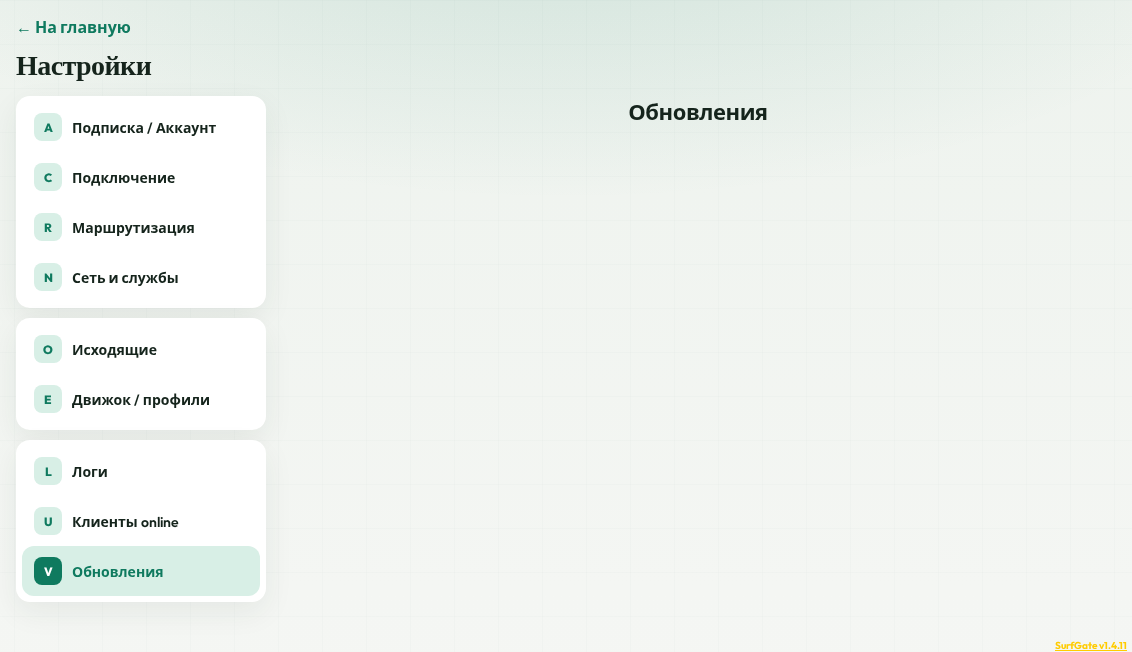 ← На главную
Настройки
A Подписка / Аккаунт
C Подключение
R Маршрутизация
N Сеть и службы
O Исходящие
E Движок / профили
L Логи
U Клиенты online
V Обновления
Обновления
SurfGate v1.4.11